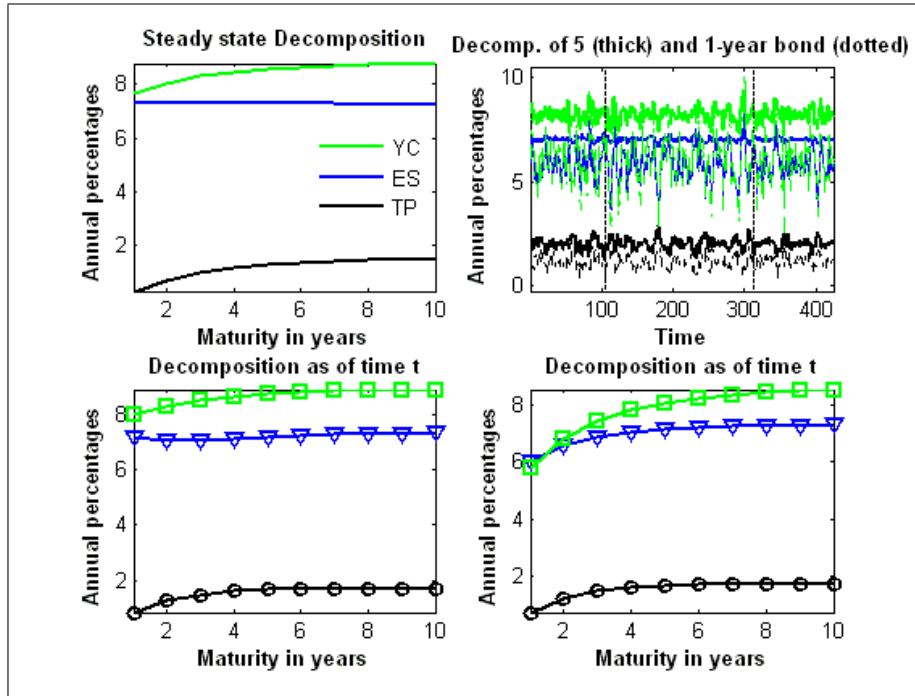 Steady state Decomposition
Annual percentages
8
6
4
2
YC
ES
TP
2
4
6
8
10
Maturity in years
Decomp. of 5 (thick) and 1-year bond (dotted)
Annual percentages
10
5
0
100
200
300
400
Time
Decomposition as of time t
Annual percentages
8
6
4
2
2
4
6
8
10
Maturity in years
Decomposition as of time t
Annual percentages
8
6
4
2
2
4
6
8
10
Maturity in years